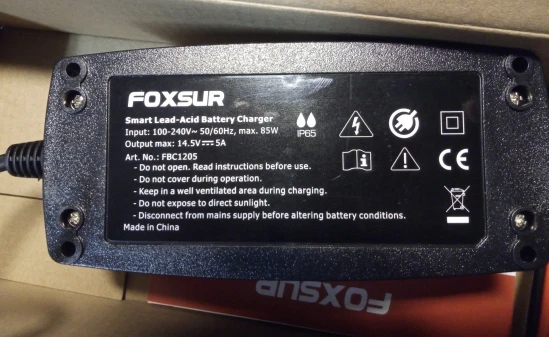 FOXSUR
Smart Lead-Acid Battery Charger
Input: 100-240V~ 50/60Hz, max. 85W
Output max: 14.5V⎓5A
Art. No.: FBC1205
- Do not open. Read instructions before use.
- Do not cover during operation.
- Keep in a well ventilated area during charging.
- Do not expose to direct sunlight.
- Disconnect from mains supply before altering battery conditions.
Made in China
IP65
CE
FOXSUR